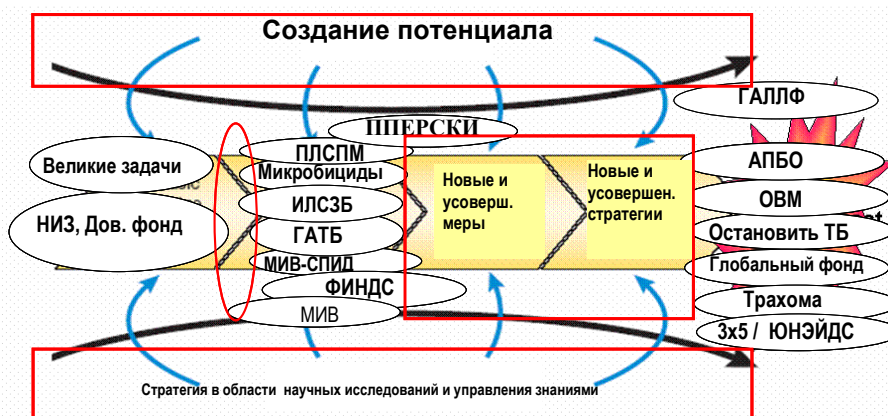 Создание потенциала
ГАЛЛФ
ППЕРСКИ
Великие задачи
НИЗ, Дов. фонд
ПЛСПМ
Микробициды
ИЛСЗБ
ГАТБ
МИВ-СПИД
ФИНДС
МИВ
Новые и
усоверш.
меры
Новые и
усовершен.
стратегии
АПБО
ОВМ
Остановить ТБ
Глобальный фонд
Трахома
3x5 / ЮНЭЙДС
Стратегия в области научных исследований и управления знаниями